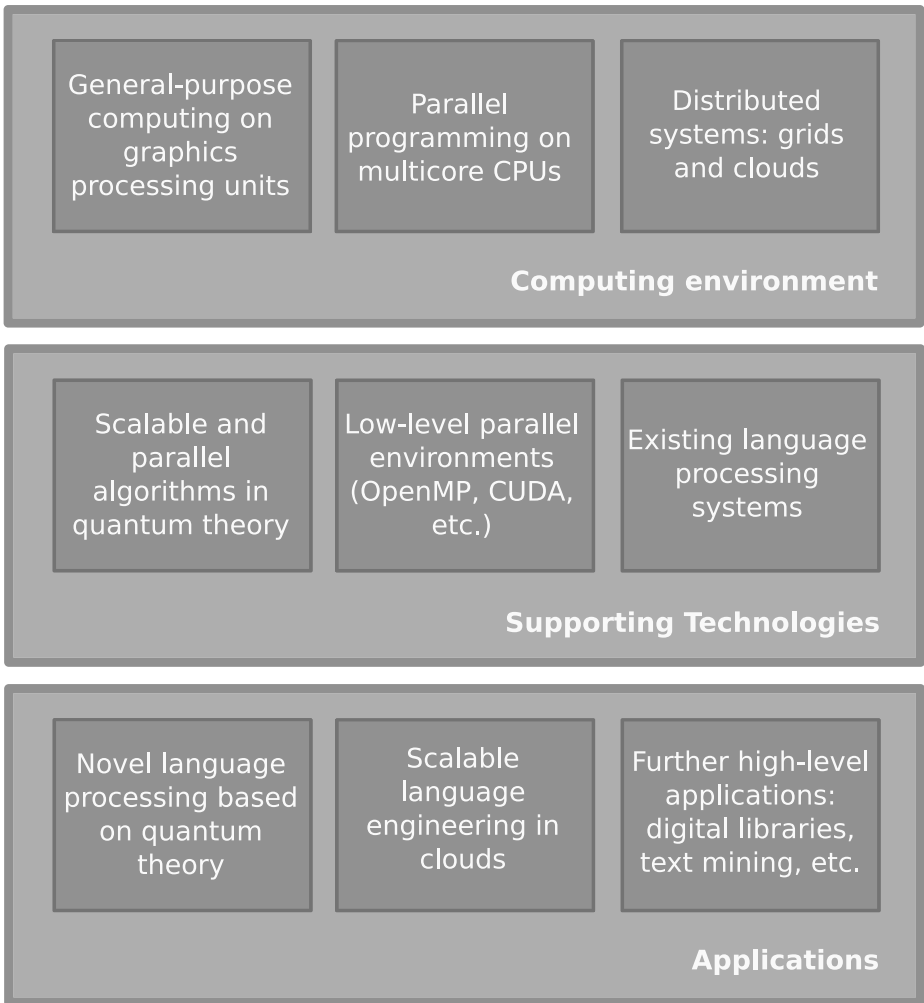 General-purpose
computing on
graphics
processing units
Parallel
programming on
multicore CPUs
Distributed
systems: grids
and clouds
Computing environment
Scalable and
parallel
algorithms in
quantum theory
Low-level parallel
environments
(OpenMP, CUDA,
etc.)
Existing language
processing
systems
Supporting Technologies
Novel language
processing based
on quantum
theory
Scalable
language
engineering in
clouds
Further high-level
applications:
digital libraries,
text mining, etc.
Applications